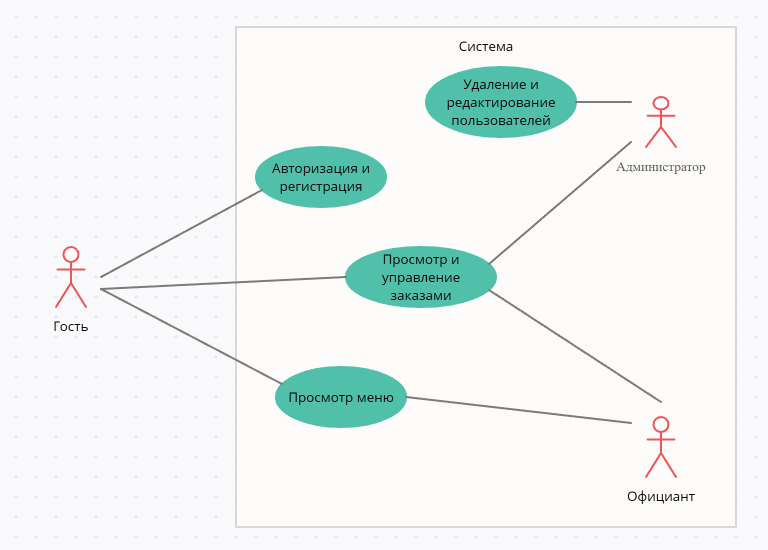 Система
Удаление и
редактирование
пользователей
Администратор
Авторизация и
регистрация
Просмотр и
управление
заказами
Гость
Просмотр меню
Официант